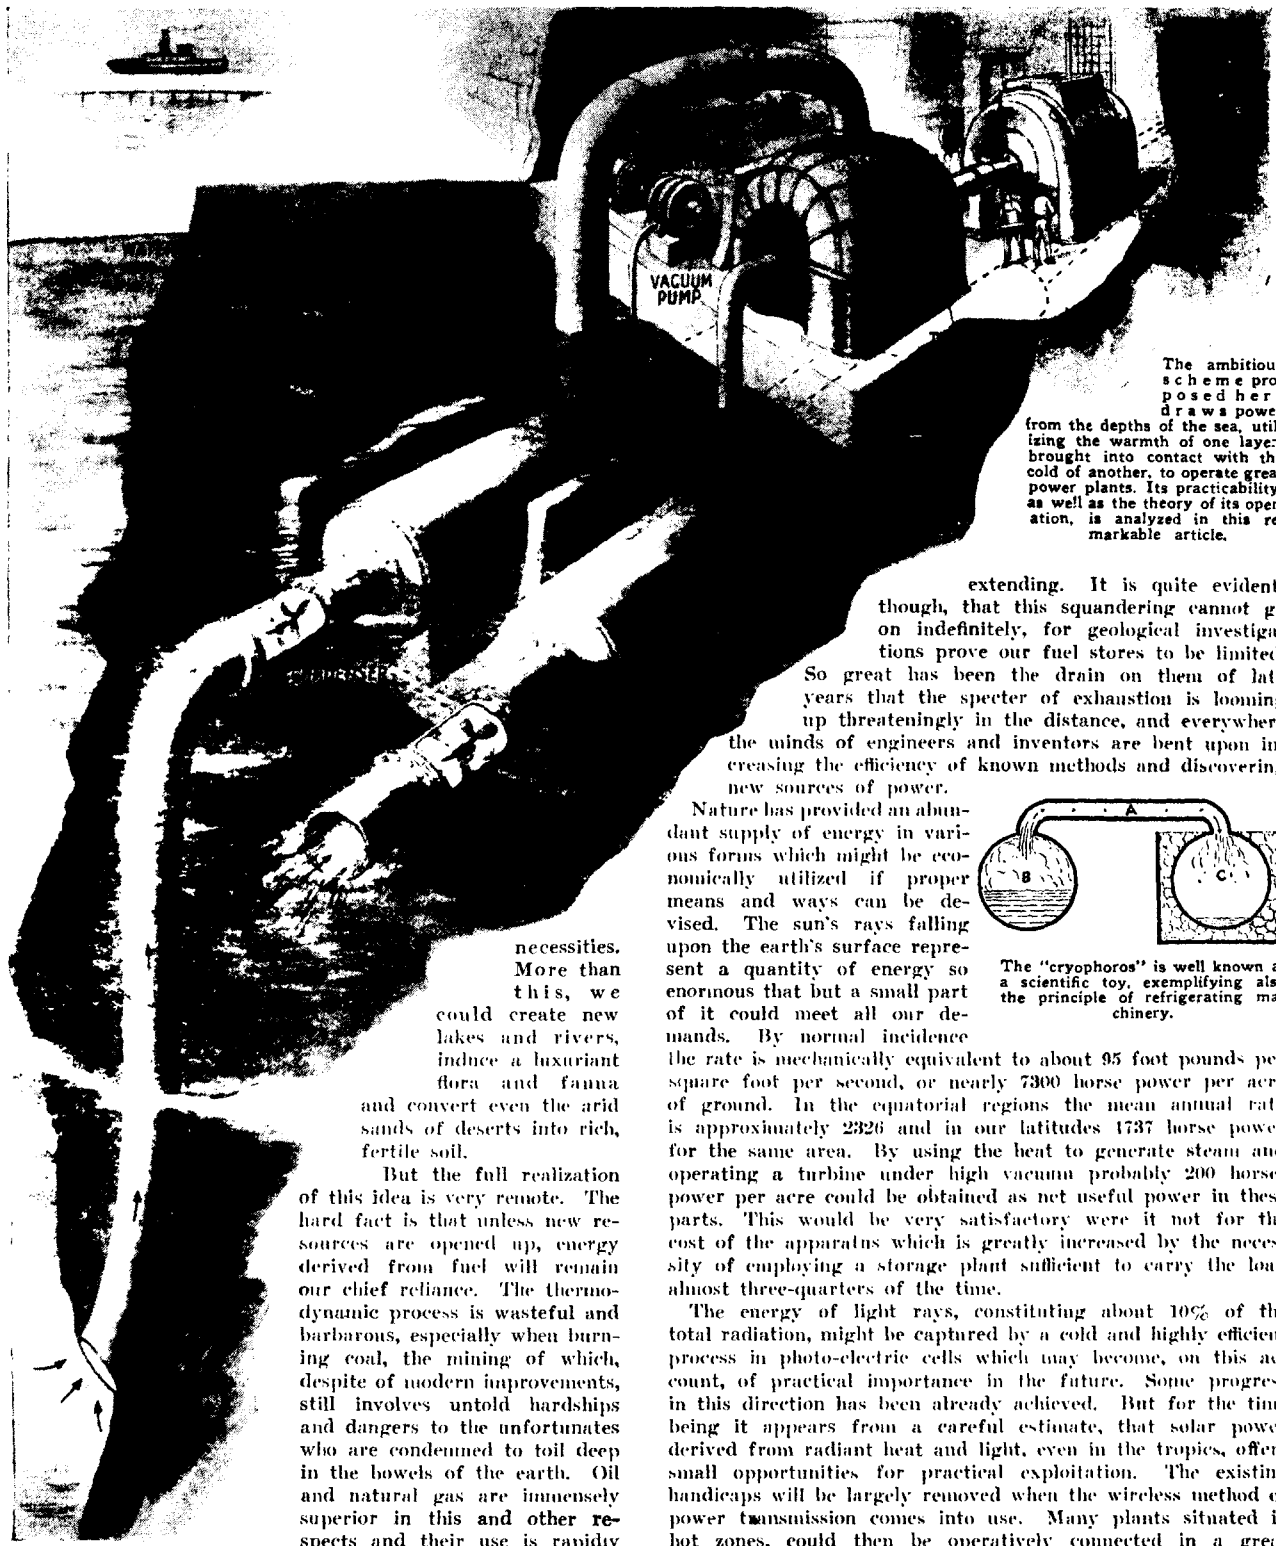 VACUUM
PUMP
The ambitiou
scheme pro
posed her
draws powe
from the depths of the sea, util
izing the warmth of one layer
brought into contact with th
cold of another, to operate grea
power plants. Its practicability
as well as the theory of its oper
ation, is analyzed in this re
markable article.
necessities.
More than
this, we
could create new
lakes and rivers,
induce a luxuriant
flora and fauna
and convert even the arid
sands of deserts into rich,
fertile soil.
But the full realization
of this idea is very remote. The
hard fact is that unless new re-
sources are opened up, energy
derived from fuel will remain
our chief reliance. The thermo-
dynamic process is wasteful and
barbarous, especially when burn-
ing coal, the mining of which,
despite of modern improvements,
still involves untold hardships
and dangers to the unfortunates
who are condemned to toil deep
in the bowels of the earth. Oil
and natural gas are immensely
superior in this and other re-
spects and their use is rapidly
extending. It is quite evident
though, that this squandering cannot g
on indefinitely, for geological investiga
tions prove our fuel stores to be limited
So great has been the drain on them of lat
years that the specter of exhaustion is looming
up threateningly in the distance, and everywher
the minds of engineers and inventors are bent upon in
creasing the efficiency of known methods and discovering
new sources of power.
Nature has provided an abun-
dant supply of energy in vari-
ous forms which might be eco-
nomically utilized if proper
means and ways can be de-
vised. The sun's rays falling
upon the earth's surface repre-
sent a quantity of energy so
enormous that but a small part
of it could meet all our de-
mands. By normal incidence
the rate is mechanically equivalent to about 95 foot pounds pe
square foot per second, or nearly 7300 horse power per acr
of ground. In the equatorial regions the mean annual rat
is approximately 2326 and in our latitudes 1737 horse powe
for the same area. By using the heat to generate steam and
operating a turbine under high vacuum probably 200 horse
power per acre could be obtained as net useful power in thes
parts. This would be very satisfactory were it not for th
cost of the apparatus which is greatly increased by the neces
sity of employing a storage plant sufficient to carry the loa
almost three-quarters of the time.
The energy of light rays, constituting about 10% of th
total radiation, might be captured by a cold and highly efficien
process in photo-electric cells which may become, on this ac
count, of practical importance in the future. Some progres
in this direction has been already achieved. But for the tim
being it appears from a careful estimate, that solar powe
derived from radiant heat and light, even in the tropics, offer
small opportunities for practical exploitation. The existin
handicaps will be largely removed when the wireless method o
power transmission comes into use. Many plants situated i
hot zones, could then be operatively connected in a grea
A
B
C
The "cryophoros" is well known a
a scientific toy, exemplifying als
the principle of refrigerating ma
chinery.